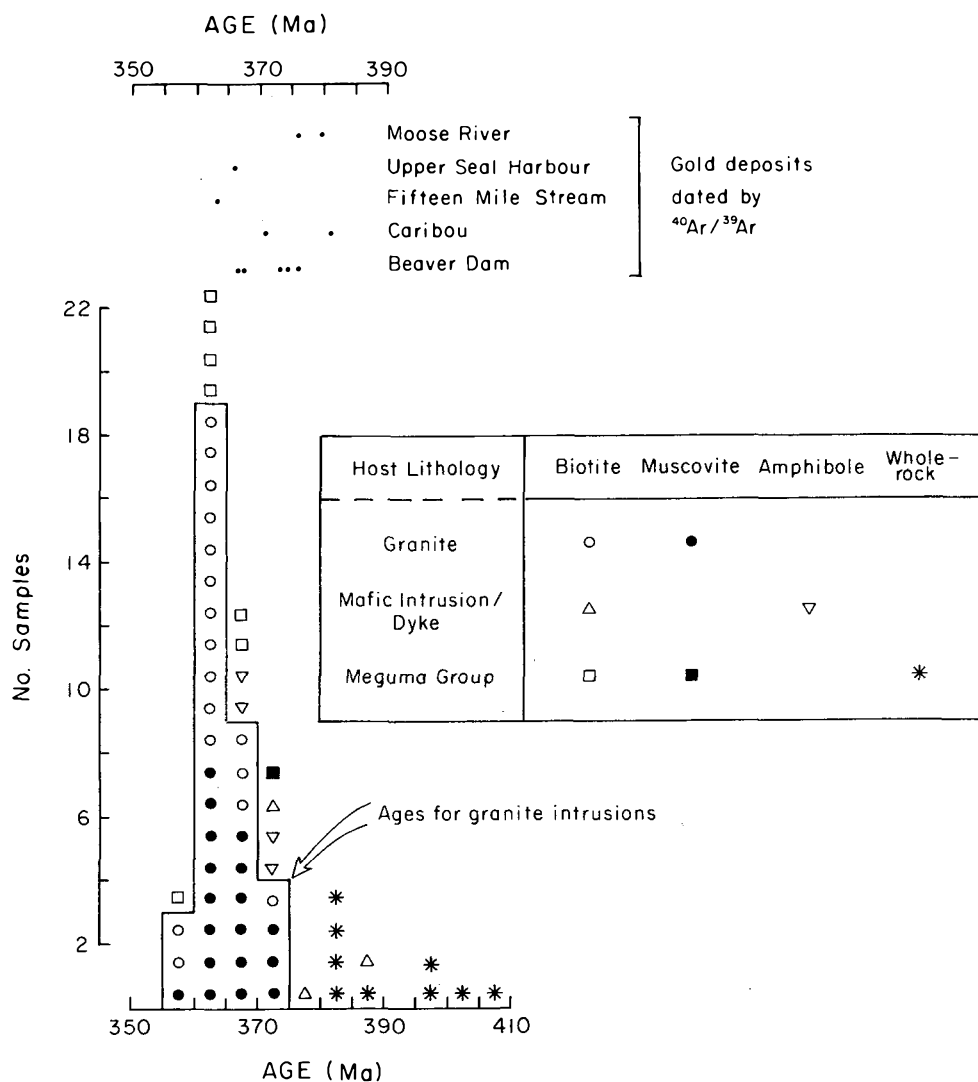 AGE (Ma)
350 370 390
Moose River
Upper Seal Harbour
Fifteen Mile Stream
Caribou
Beaver Dam
Gold deposits
dated by
⁴⁰Ar/³⁹Ar
No. Samples
22
18
14
10
6
2
Host Lithology Biotite Muscovite Amphibole Whole-
rock
Granite
Mafic Intrusion/
Dyke
Meguma Group
Ages for granite intrusions
350 370 390 410
AGE (Ma)